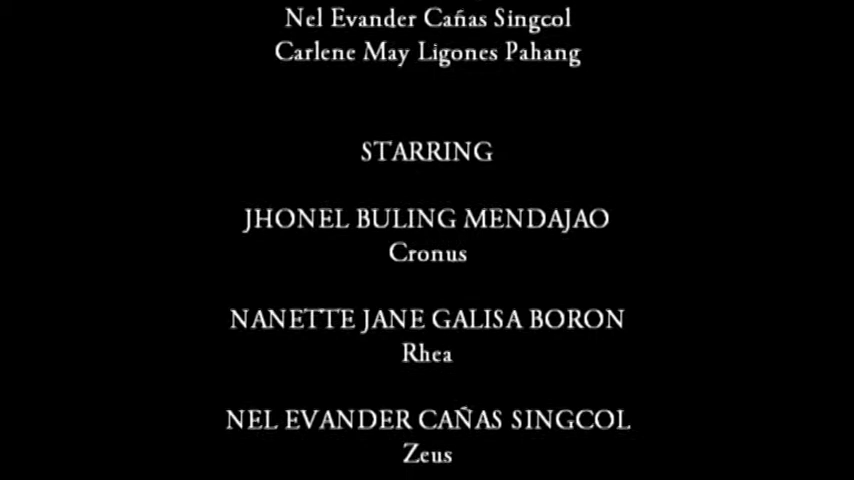 Nel Evander Cañas Singcol
Carlene May Ligones Pahang
STARRING
JHONEL BULING MENDAJAO
Cronus
NANETTE JANE GALISA BORON
Rhea
NEL EVANDER CAÑAS SINGCOL
Zeus